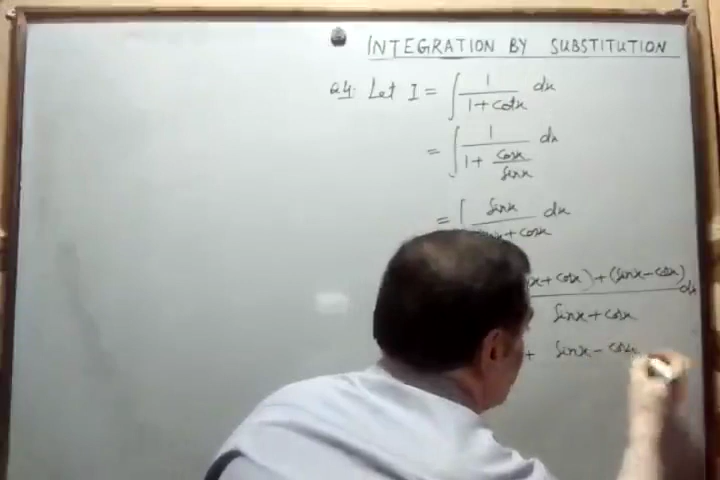 INTEGRATION BY SUBSTITUTION
Q4. Let I = ∫ 1/(1 + cotx) dx
= ∫ 1/(1 + cosx/sinx) dx
= ∫ sinx/(sinx + cosx) dx
x + cosx) + (sinx - cosx)/(sinx + cosx) dx
+ sinx - cosx